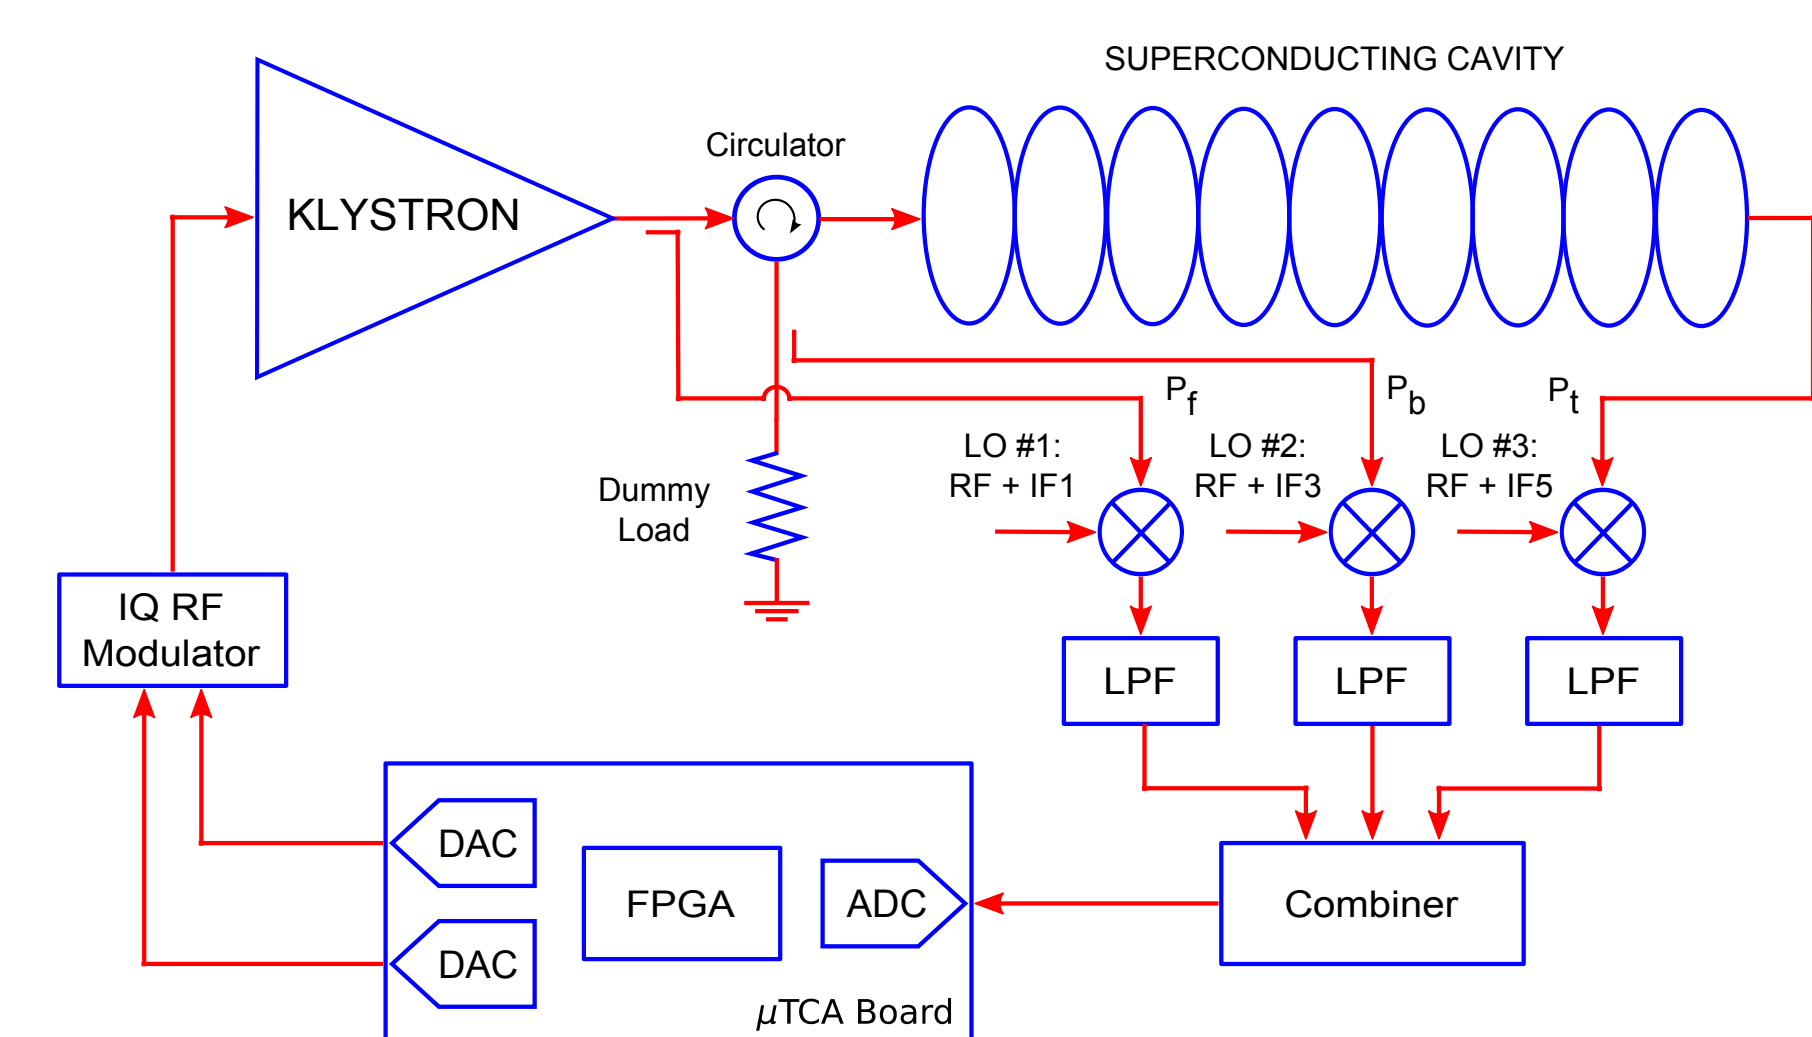 SUPERCONDUCTING CAVITY
Circulator
KLYSTRON
Pf
Pb
Pt
LO #1:
RF + IF1
LO #2:
RF + IF3
LO #3:
RF + IF5
Dummy
Load
IQ RF
Modulator
LPF
LPF
LPF
DAC
FPGA
ADC
Combiner
DAC
μTCA Board